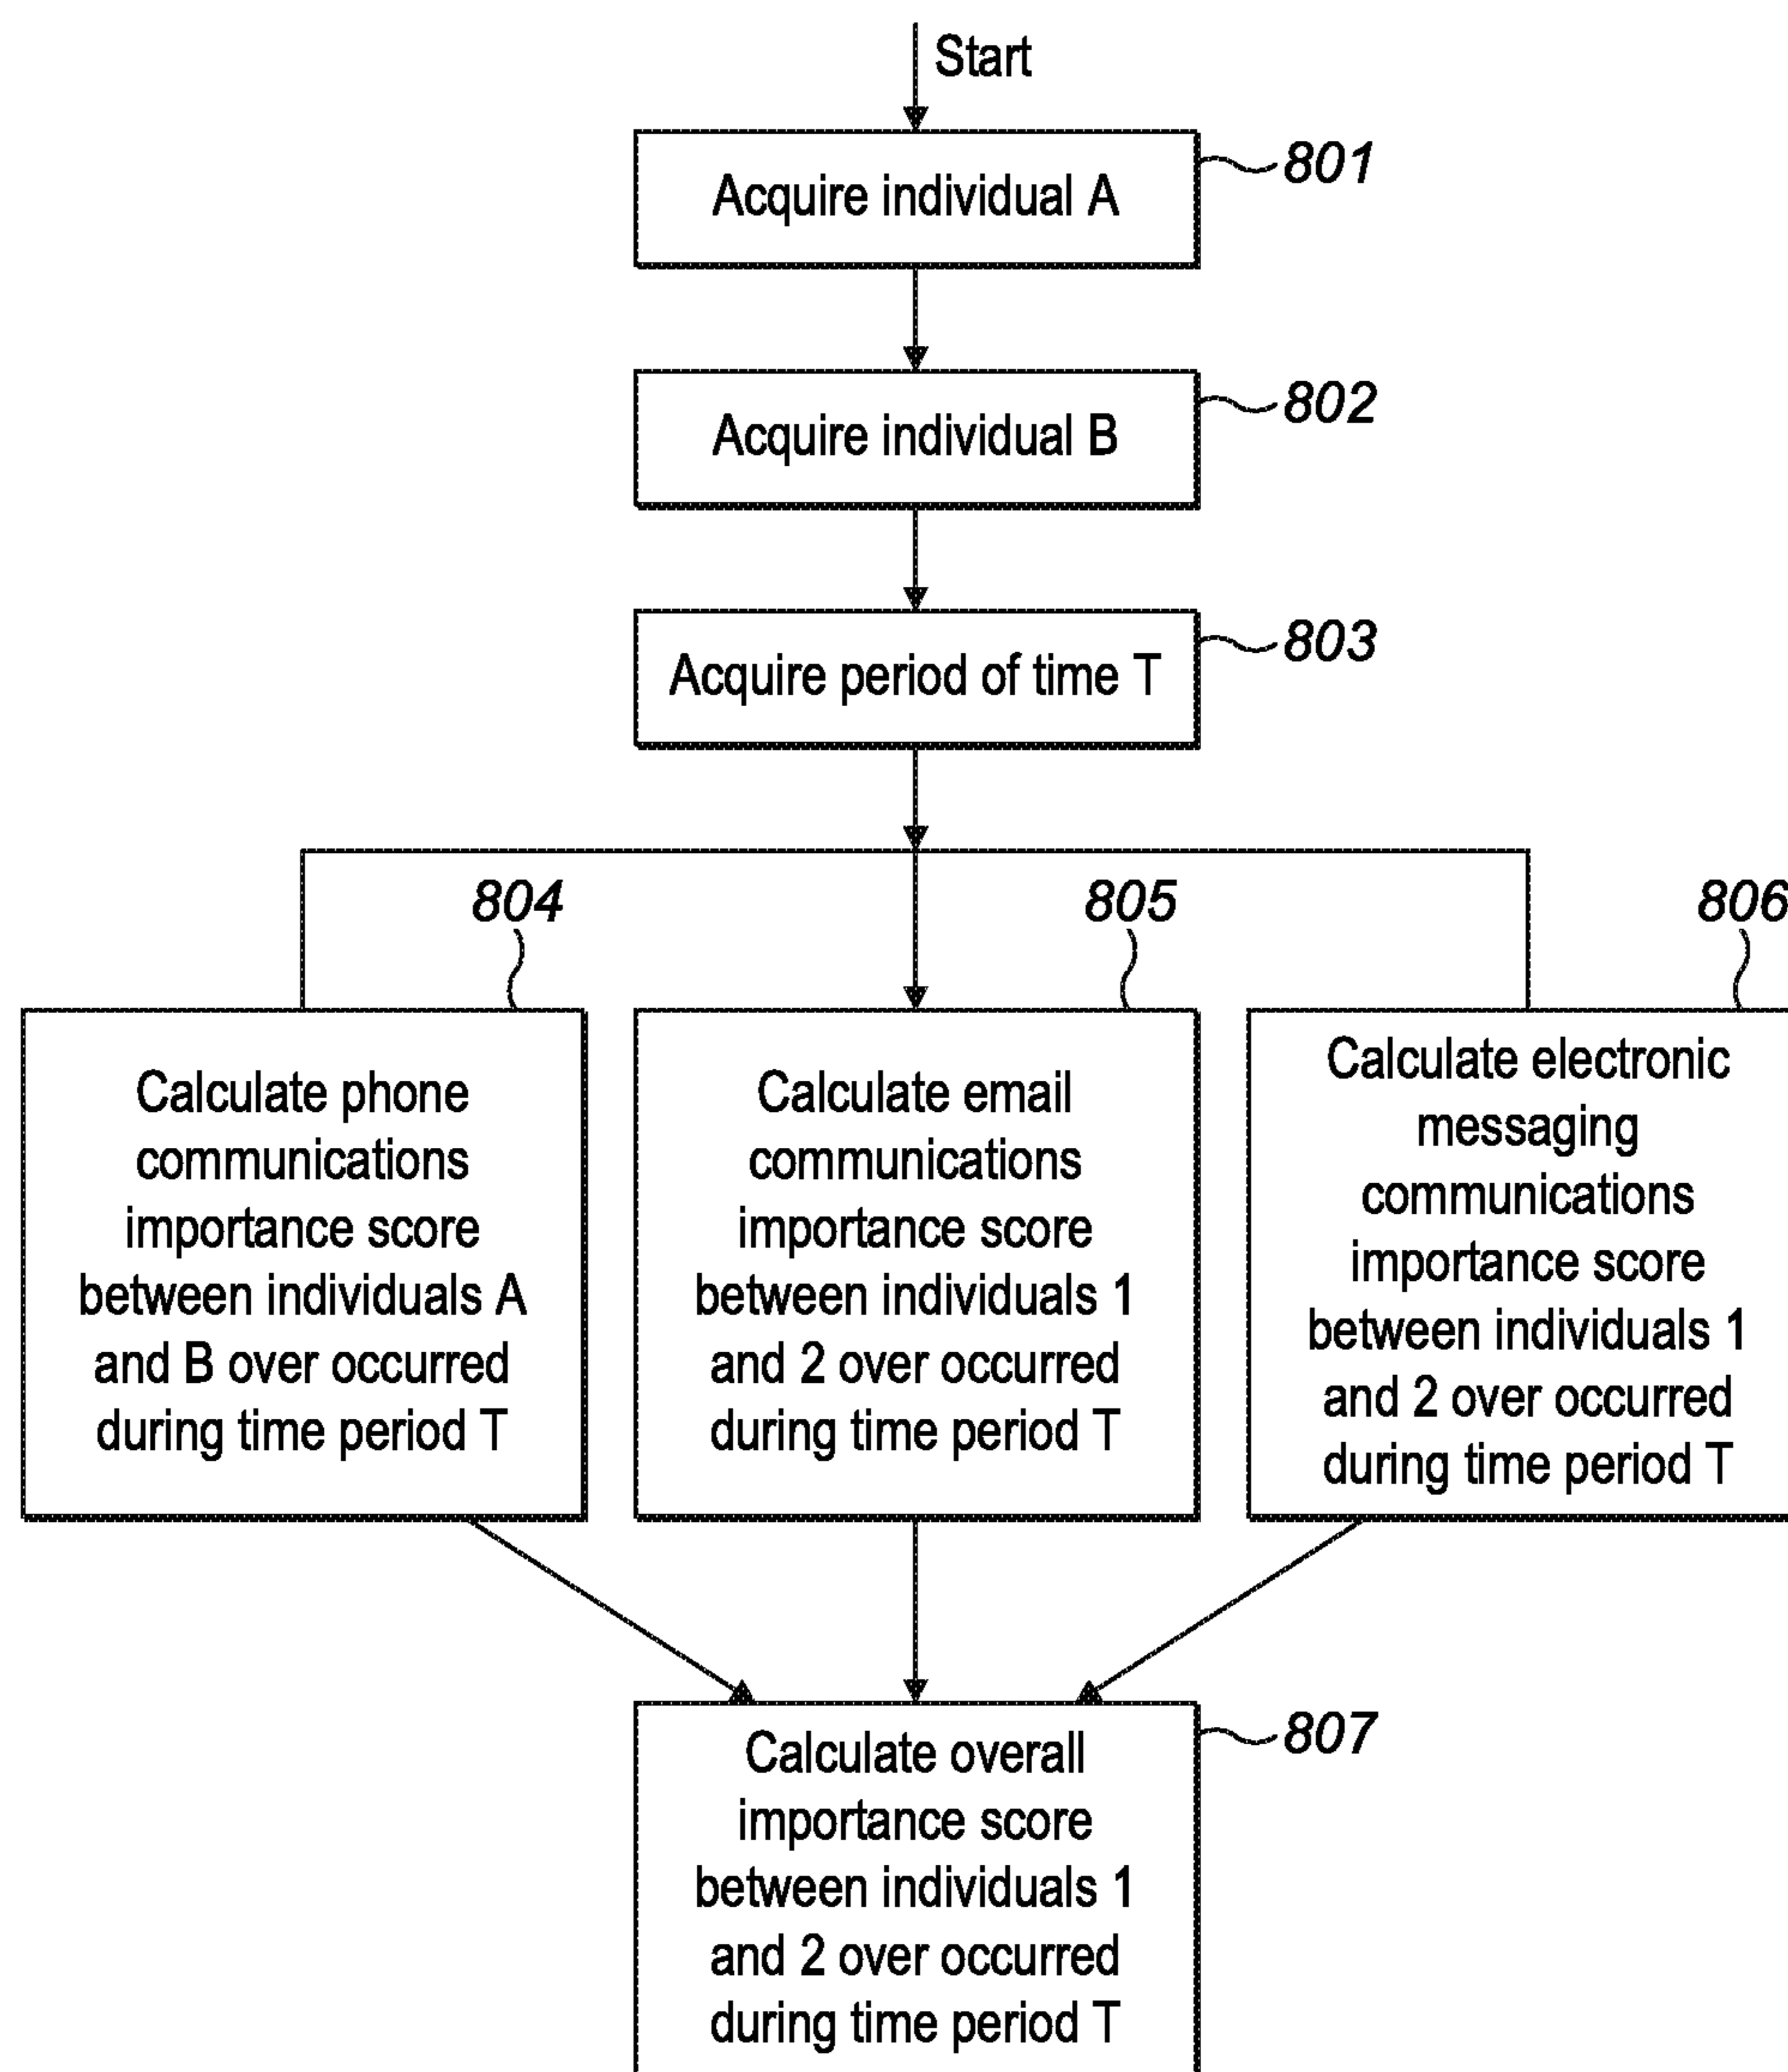 Start
Acquire individual A
801
Acquire individual B
802
Acquire period of time T
803
804
Calculate phone
communications
importance score
between individuals A
and B over occurred
during time period T
805
Calculate email
communications
importance score
between individuals 1
and 2 over occurred
during time period T
806
Calculate electronic
messaging
communications
importance score
between individuals 1
and 2 over occurred
during time period T
Calculate overall
importance score
between individuals 1
and 2 over occurred
during time period T
807